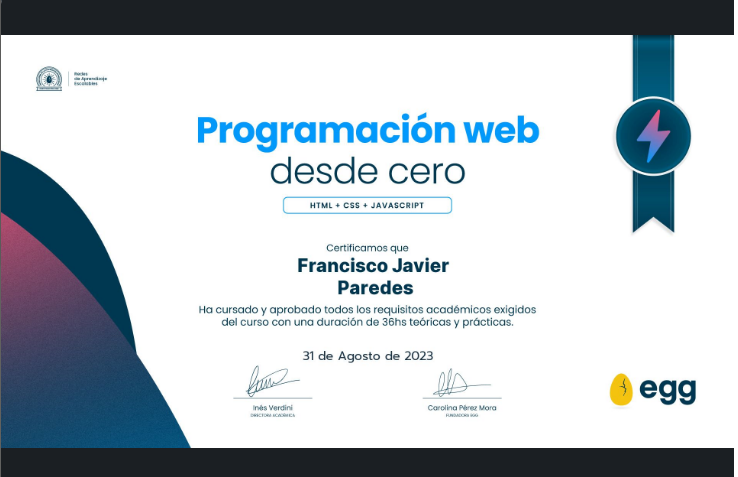 Redes
de Aprendizaje
Escalables
Programación web
desde cero
HTML + CSS + JAVASCRIPT
Certificamos que
Francisco Javier
Paredes
Ha cursado y aprobado todos los requisitos académicos exigidos
del curso con una duración de 36hs teóricas y prácticas.
31 de Agosto de 2023
Inés Verdini
DIRECTORA ACADÉMICA
Carolina Pérez Mora
FUNDADORA EGG
egg